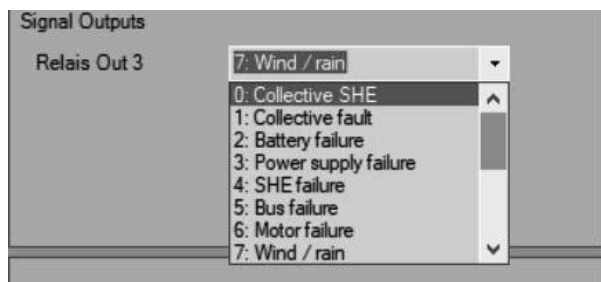 Signal Outputs
Relais Out 3 7: Wind / rain
0: Collective SHE
1: Collective fault
2: Battery failure
3: Power supply failure
4: SHE failure
5: Bus failure
6: Motor failure
7: Wind / rain